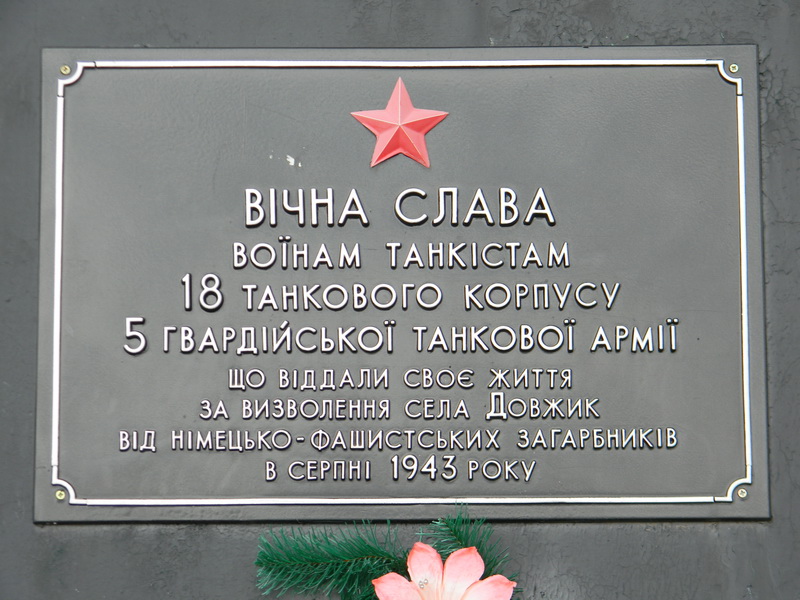 ВІЧНА СЛАВА
ВОЇНАМ ТАНКІСТАМ
18 ТАНКОВОГО КОРПУСУ
5 ГВАРДІЙСЬКОЇ ТАНКОВОЇ АРМІЇ
ЩО ВІДДАЛИ СВОЄ ЖИТТЯ
ЗА ВИЗВОЛЕННЯ СЕЛА ДОВЖИК
ВІД НІМЕЦЬКО-ФАШИСТСЬКИХ ЗАГАРБНИКІВ
В СЕРПНІ 1943 РОКУ